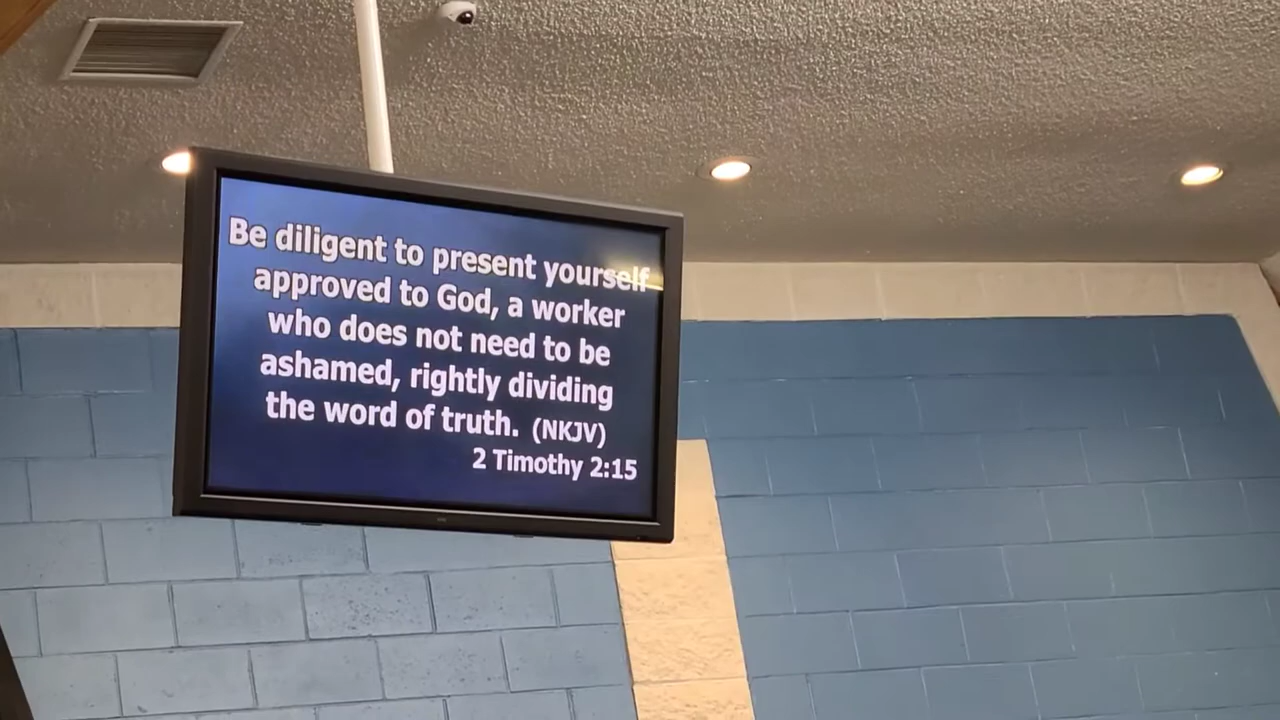 Be diligent to present yourself
approved to God, a worker
who does not need to be
ashamed, rightly dividing
the word of truth. (NKJV)
2 Timothy 2:15